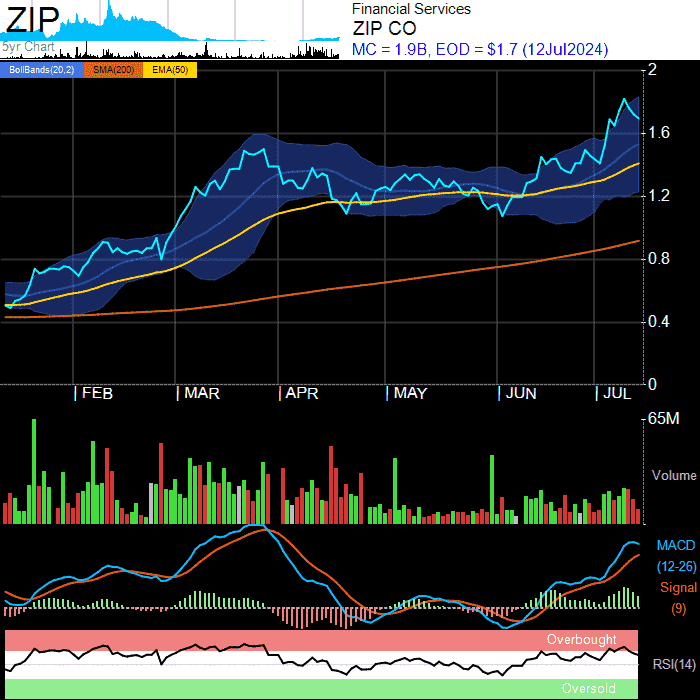 ZIP
5yr Chart
Financial Services
ZIP CO
MC = 1.9B, EOD = $1.7 (12Jul2024)
BollBands(20,2) SMA(200) EMA(50)
2
1.6
1.2
0.8
0.4
0
| FEB | MAR | APR | MAY | JUN | JUL
65M
Volume
MACD
(12-26)
Signal
(9)
Overbought
RSI(14)
Oversold